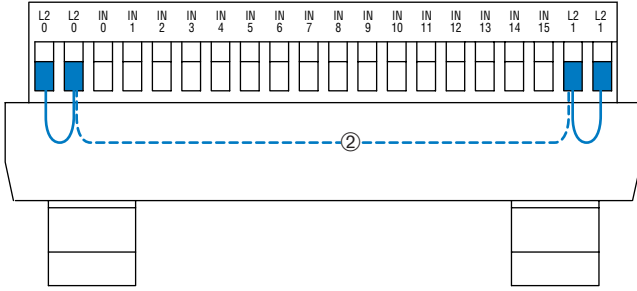 L2 L2 IN IN IN IN IN IN IN IN IN IN IN IN IN IN IN IN L2 L2
0 0 0 1 2 3 4 5 6 7 8 9 10 11 12 13 14 15 1 1
②